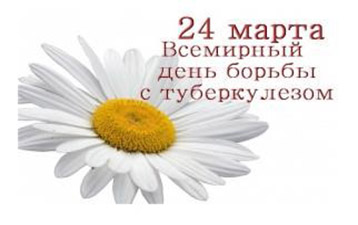 24 марта
Всемирный
день борьбы
с туберкулезом